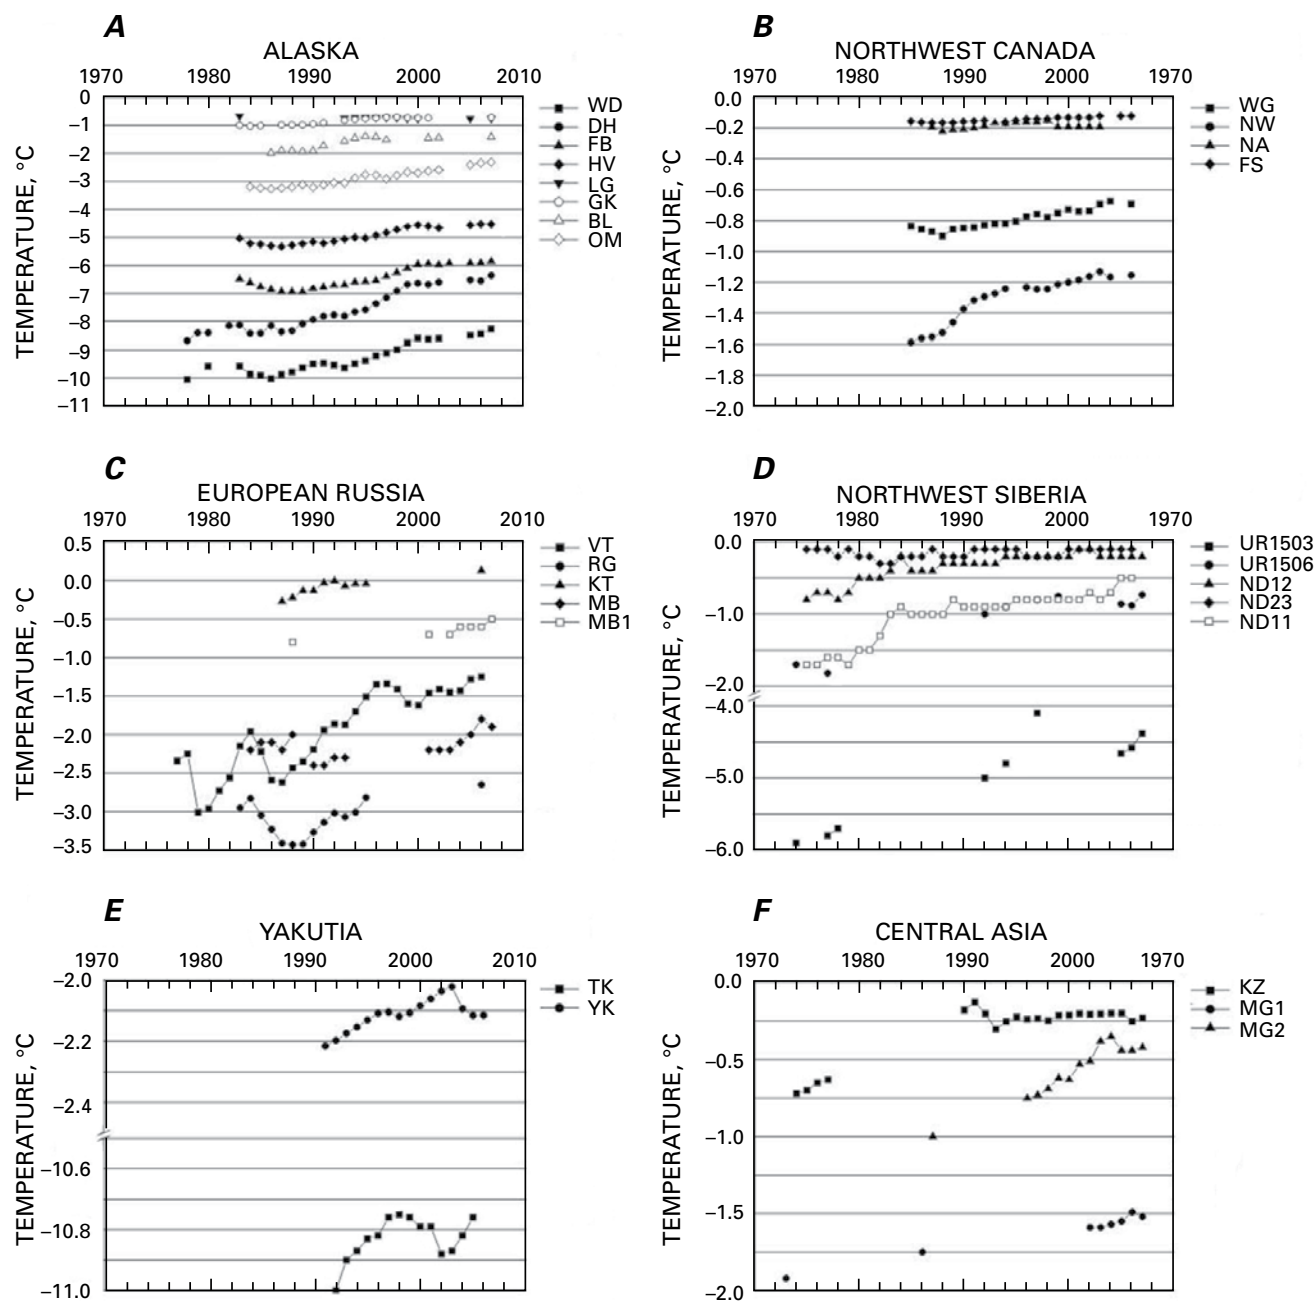 A
ALASKA
1970 1980 1990 2000 2010
0
–1
–2
–3
–4
–5
–6
–7
–8
–9
–10
–11
TEMPERATURE, °C
WD
DH
FB
HV
LG
GK
BL
OM
B
NORTHWEST CANADA
1970 1980 1990 2000 1970
0.0
–0.2
–0.4
–0.6
–0.8
–1.0
–1.2
–1.4
–1.6
–1.8
–2.0
TEMPERATURE, °C
WG
NW
NA
FS
C
EUROPEAN RUSSIA
1970 1980 1990 2000 2010
0.5
0.0
–0.5
–1.0
–1.5
–2.0
–2.5
–3.0
–3.5
TEMPERATURE, °C
VT
RG
KT
MB
MB1
D
NORTHWEST SIBERIA
1970 1980 1990 2000 1970
0.0
–1.0
–2.0
–4.0
–5.0
–6.0
TEMPERATURE, °C
UR1503
UR1506
ND12
ND23
ND11
E
YAKUTIA
1970 1980 1990 2000 2010
–2.0
–2.2
–2.4
–10.6
–10.8
–11.0
TEMPERATURE, °C
TK
YK
F
CENTRAL ASIA
1970 1980 1990 2000 1970
0.0
–0.5
–1.0
–1.5
–2.0
TEMPERATURE, °C
KZ
MG1
MG2